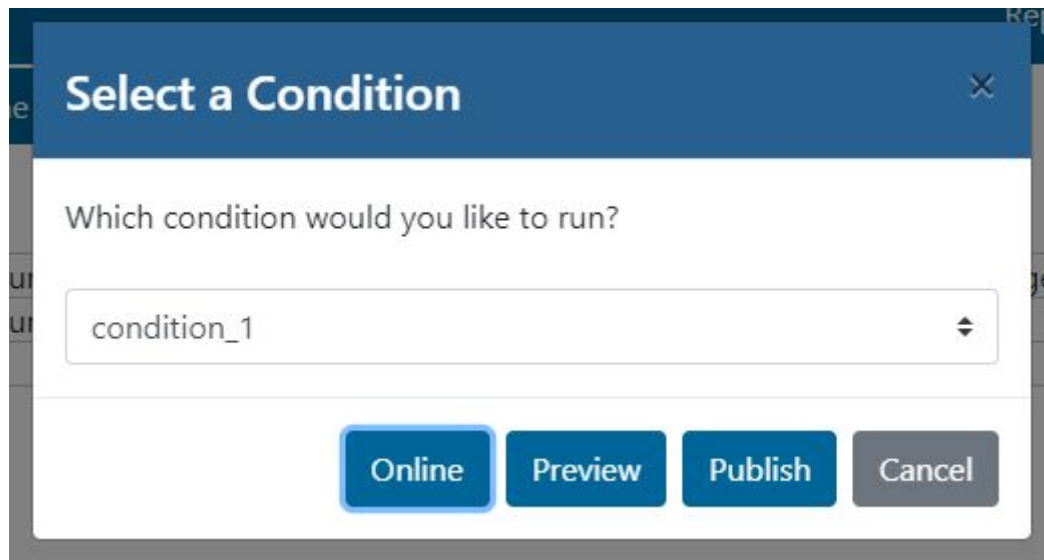 Select a Condition
×
Which condition would you like to run?
condition_1
Online Preview Publish Cancel